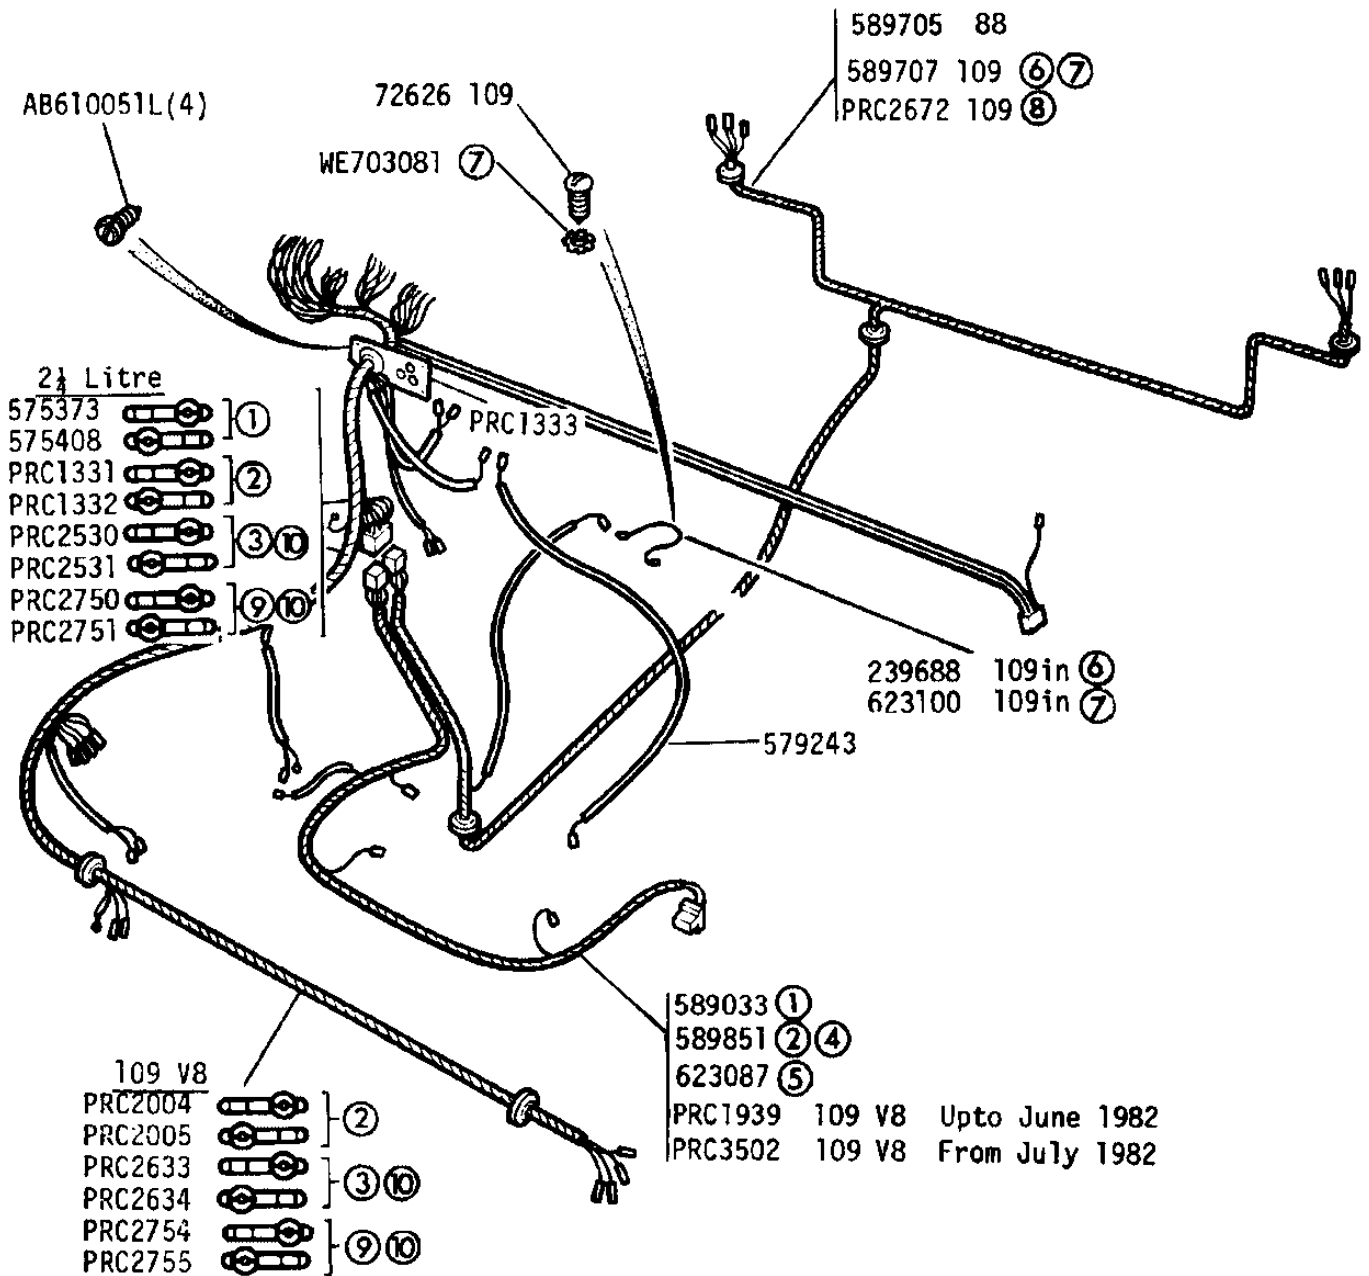 589705 88
589707 109 ⑥⑦
PRC2672 109 ⑧
AB610051L(4)
72626 109
WE703081 ⑦
2¼ Litre
575373 ①
575408
PRC1331 ②
PRC1332
PRC2530 ③⑩
PRC2531
PRC2750 ⑨⑩
PRC2751
PRC1333
239688 109in ⑥
623100 109in ⑦
579243
589033 ①
589851 ②④
623087 ⑤
PRC1939 109 V8 Upto June 1982
PRC3502 109 V8 From July 1982
109 V8
PRC2004 ②
PRC2005
PRC2633 ③⑩
PRC2634
PRC2754 ⑨⑩
PRC2755